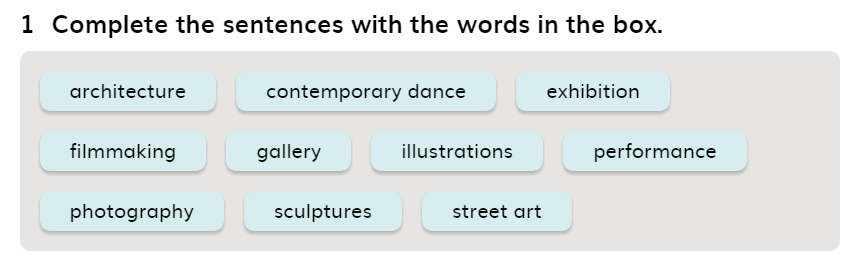 1 Complete the sentences with the words in the box.
architecture contemporary dance exhibition
filmmaking gallery illustrations performance
photography sculptures street art